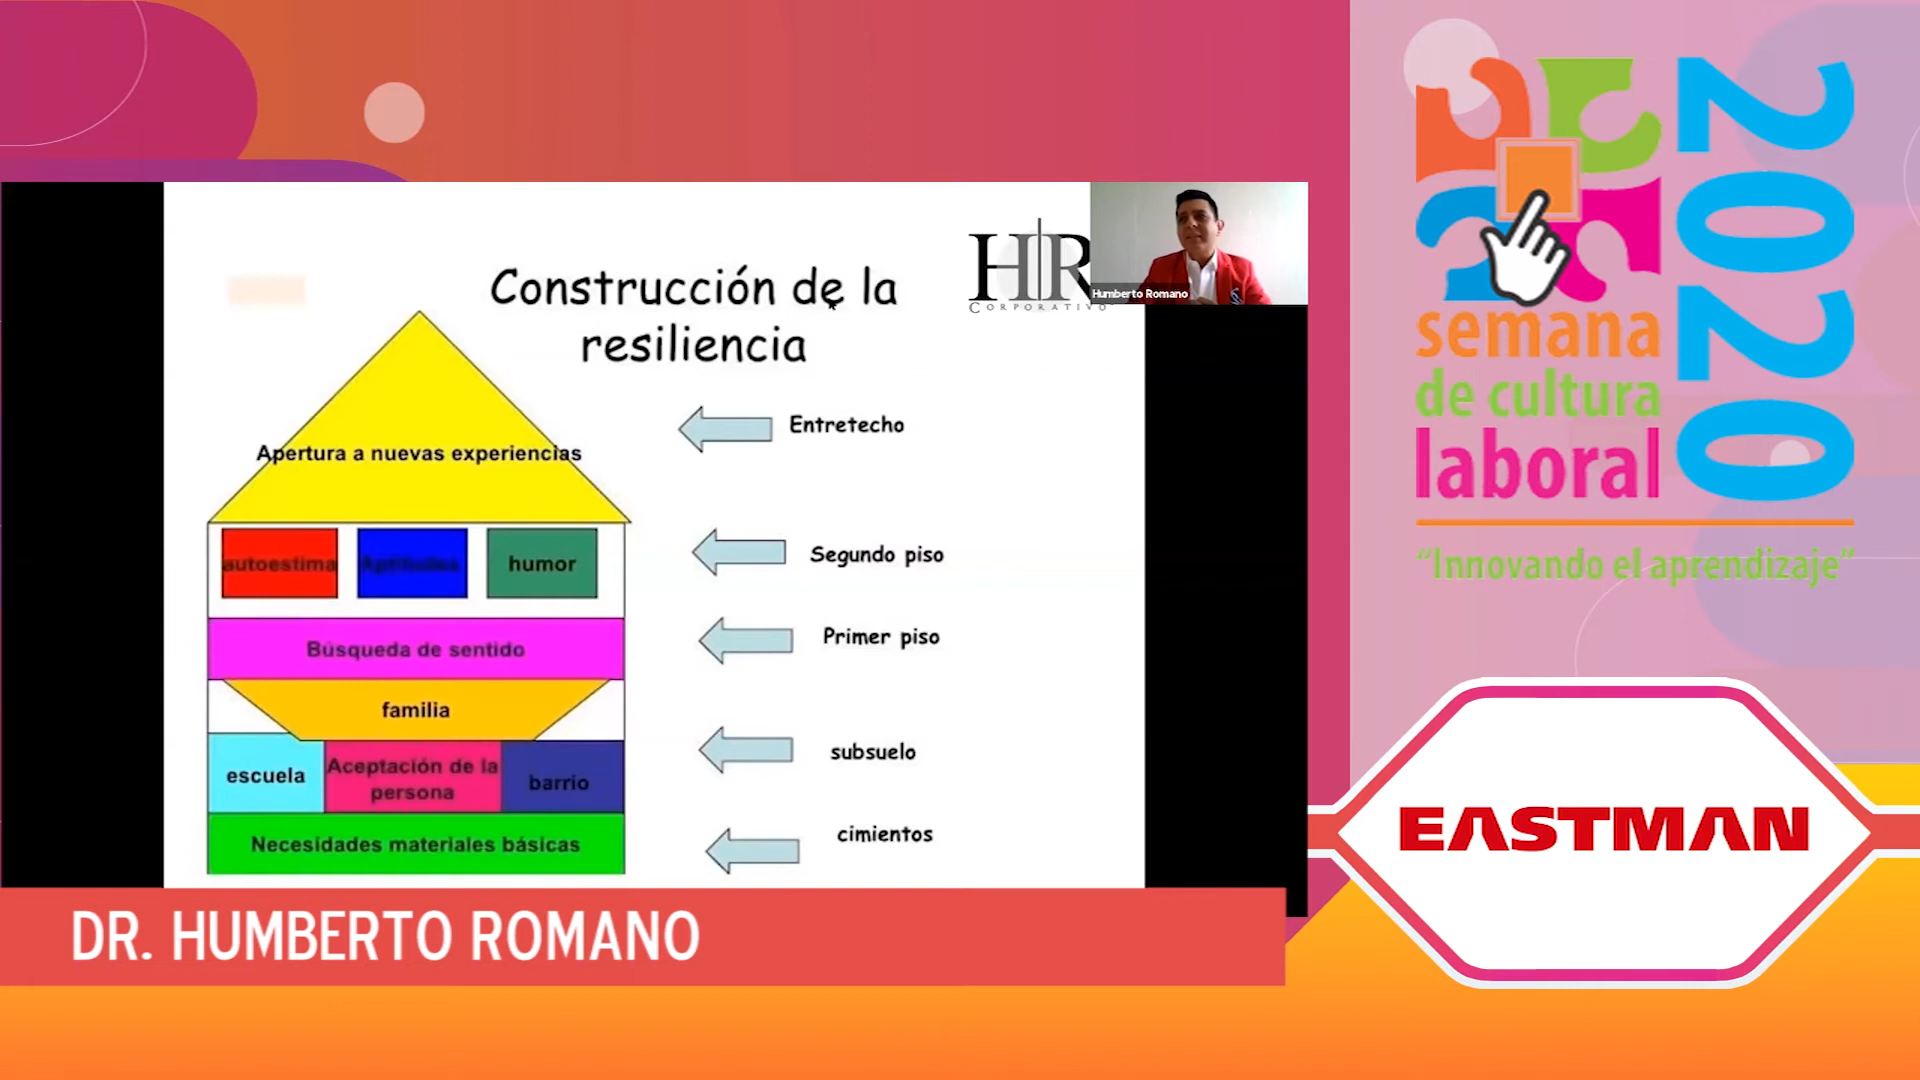 Construcción de la
resiliencia
HR
CORPORATIVO
Humberto Romano
Entretecho
Apertura a nuevas experiencias
Segundo piso
autoestima
Aptitudes
humor
Primer piso
Búsqueda de sentido
familia
subsuelo
escuela
Aceptación de la
persona
barrio
cimientos
Necesidades materiales básicas
DR. HUMBERTO ROMANO
semana
de cultura
laboral
2020
“Innovando el aprendizaje”
EASTMAN